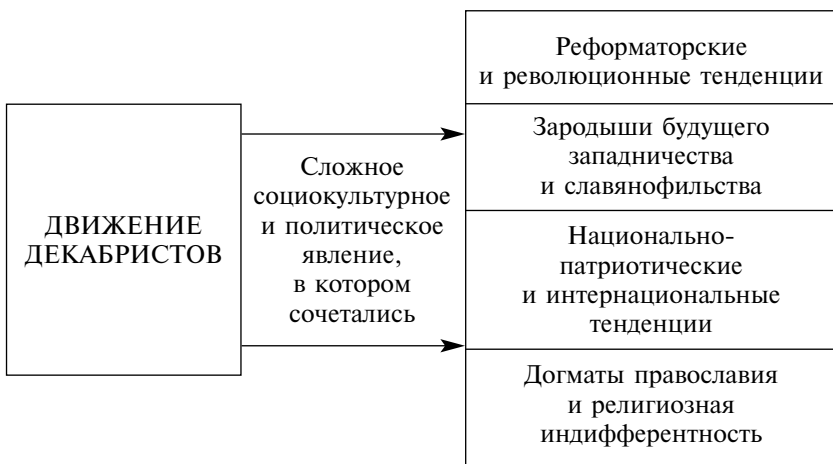 ДВИЖЕНИЕ
ДЕКАБРИСТОВ
Сложное
социокультурное
и политическое
явление,
в котором
сочетались
Реформаторские
и революционные тенденции
Зародыши будущего
западничества
и славянофильства
Национально-
патриотические
и интернациональные
тенденции
Догматы православия
и религиозная
индифферентность